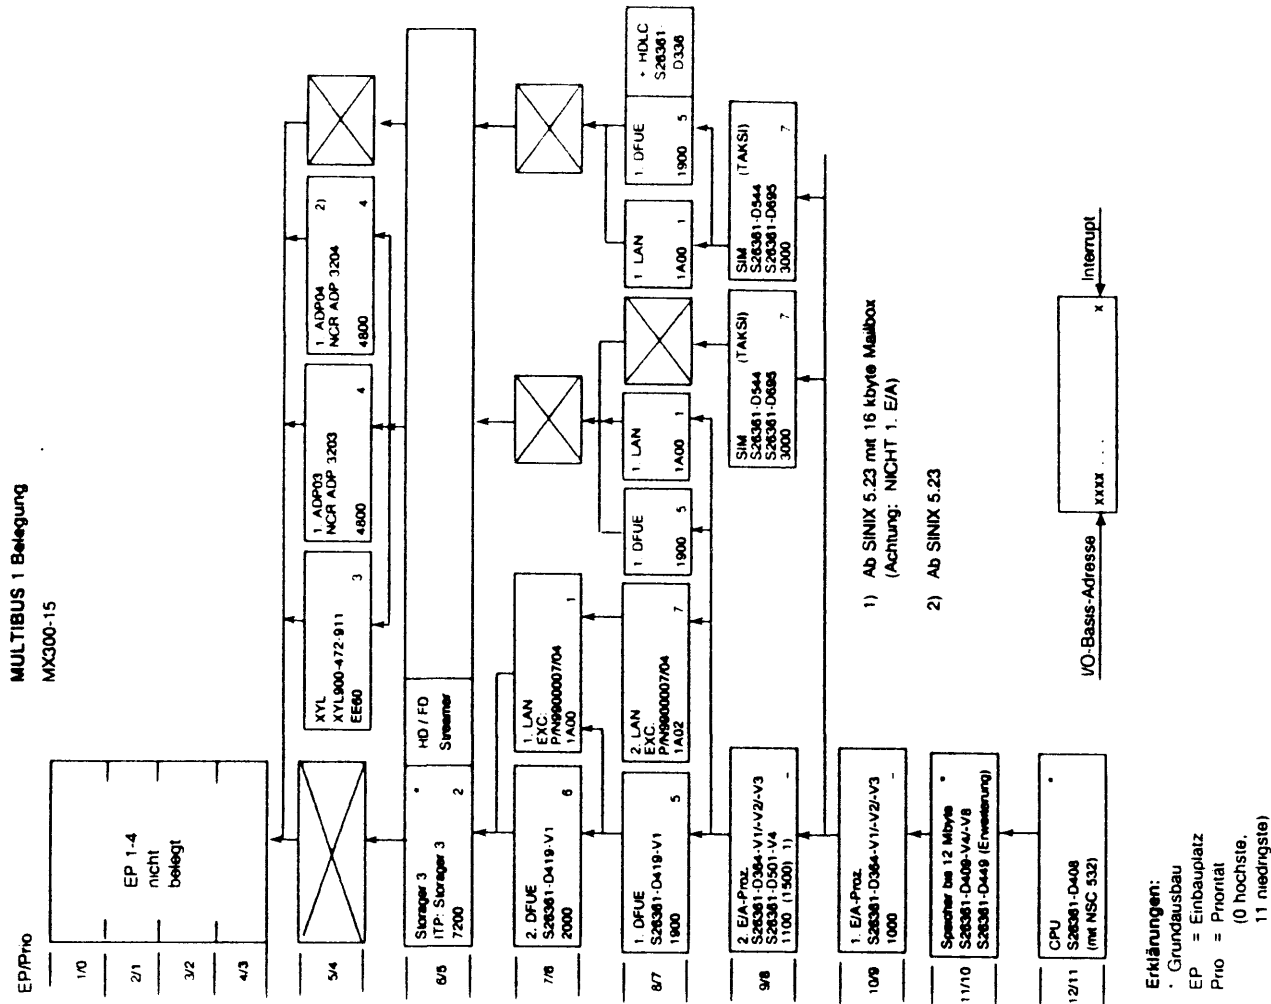 MULTIBUS 1 Belegung
MX300-15
EP/Prio
1/0
2/1
3/2
4/3
EP 1-4
nicht
belegt
5/4
XYL
XYL900-472-911
EE60
3
1. ADP03
NCR ADP 3203
4800
4
1. ADP04
2)
NCR ADP 3204
4800
4
6/5
Storager 3
*
ITP: Storager 3
7200
2
HD / FD
Streamer
7/6
2. DFUE
S26361-D419-V1
2000
6
1. LAN
EXC.
P/N9900007/04
1A00
1
8/7
1. DFUE
S26361-D419-V1
1900
5
2. LAN
EXC.
P/N9900007/04
1A02
7
1 DFUE
1900
5
1. LAN
1A00
1
1 LAN
1A00
1
1. DFUE
1900
5
+ HDLC
S26361-
D336
9/8
2. E/A-Proz.
S26361-D364-V1/-V2/-V3
S26361-D501-V4
1100 (1500) 1)
–
SIM (TAKSI)
S26361-D544
S26361-D695
3000
7
SIM (TAKSI)
S26361-D544
S26361-D695
3000
7
10/9
1. E/A-Proz.
S26361-D364-V1/-V2/-V3
1000
–
1) Ab SINIX 5.23 mit 16 kbyte Mailbox
(Achtung: NICHT 1. E/A)
11/10
Speicher bis 12 Mbyte
*
S26361-D409-V4/-V8
S26361-D449 (Erweiterung)
2) Ab SINIX 5.23
12/11
CPU
*
S26361-D408
(mit NSC 532)
I/O-Basis-Adresse
xxxx . . .
x
Interrupt
Erklärungen:
* Grundausbau
EP = Einbauplatz
Prio = Priorität
(0 hochste,
11 niedrigste)